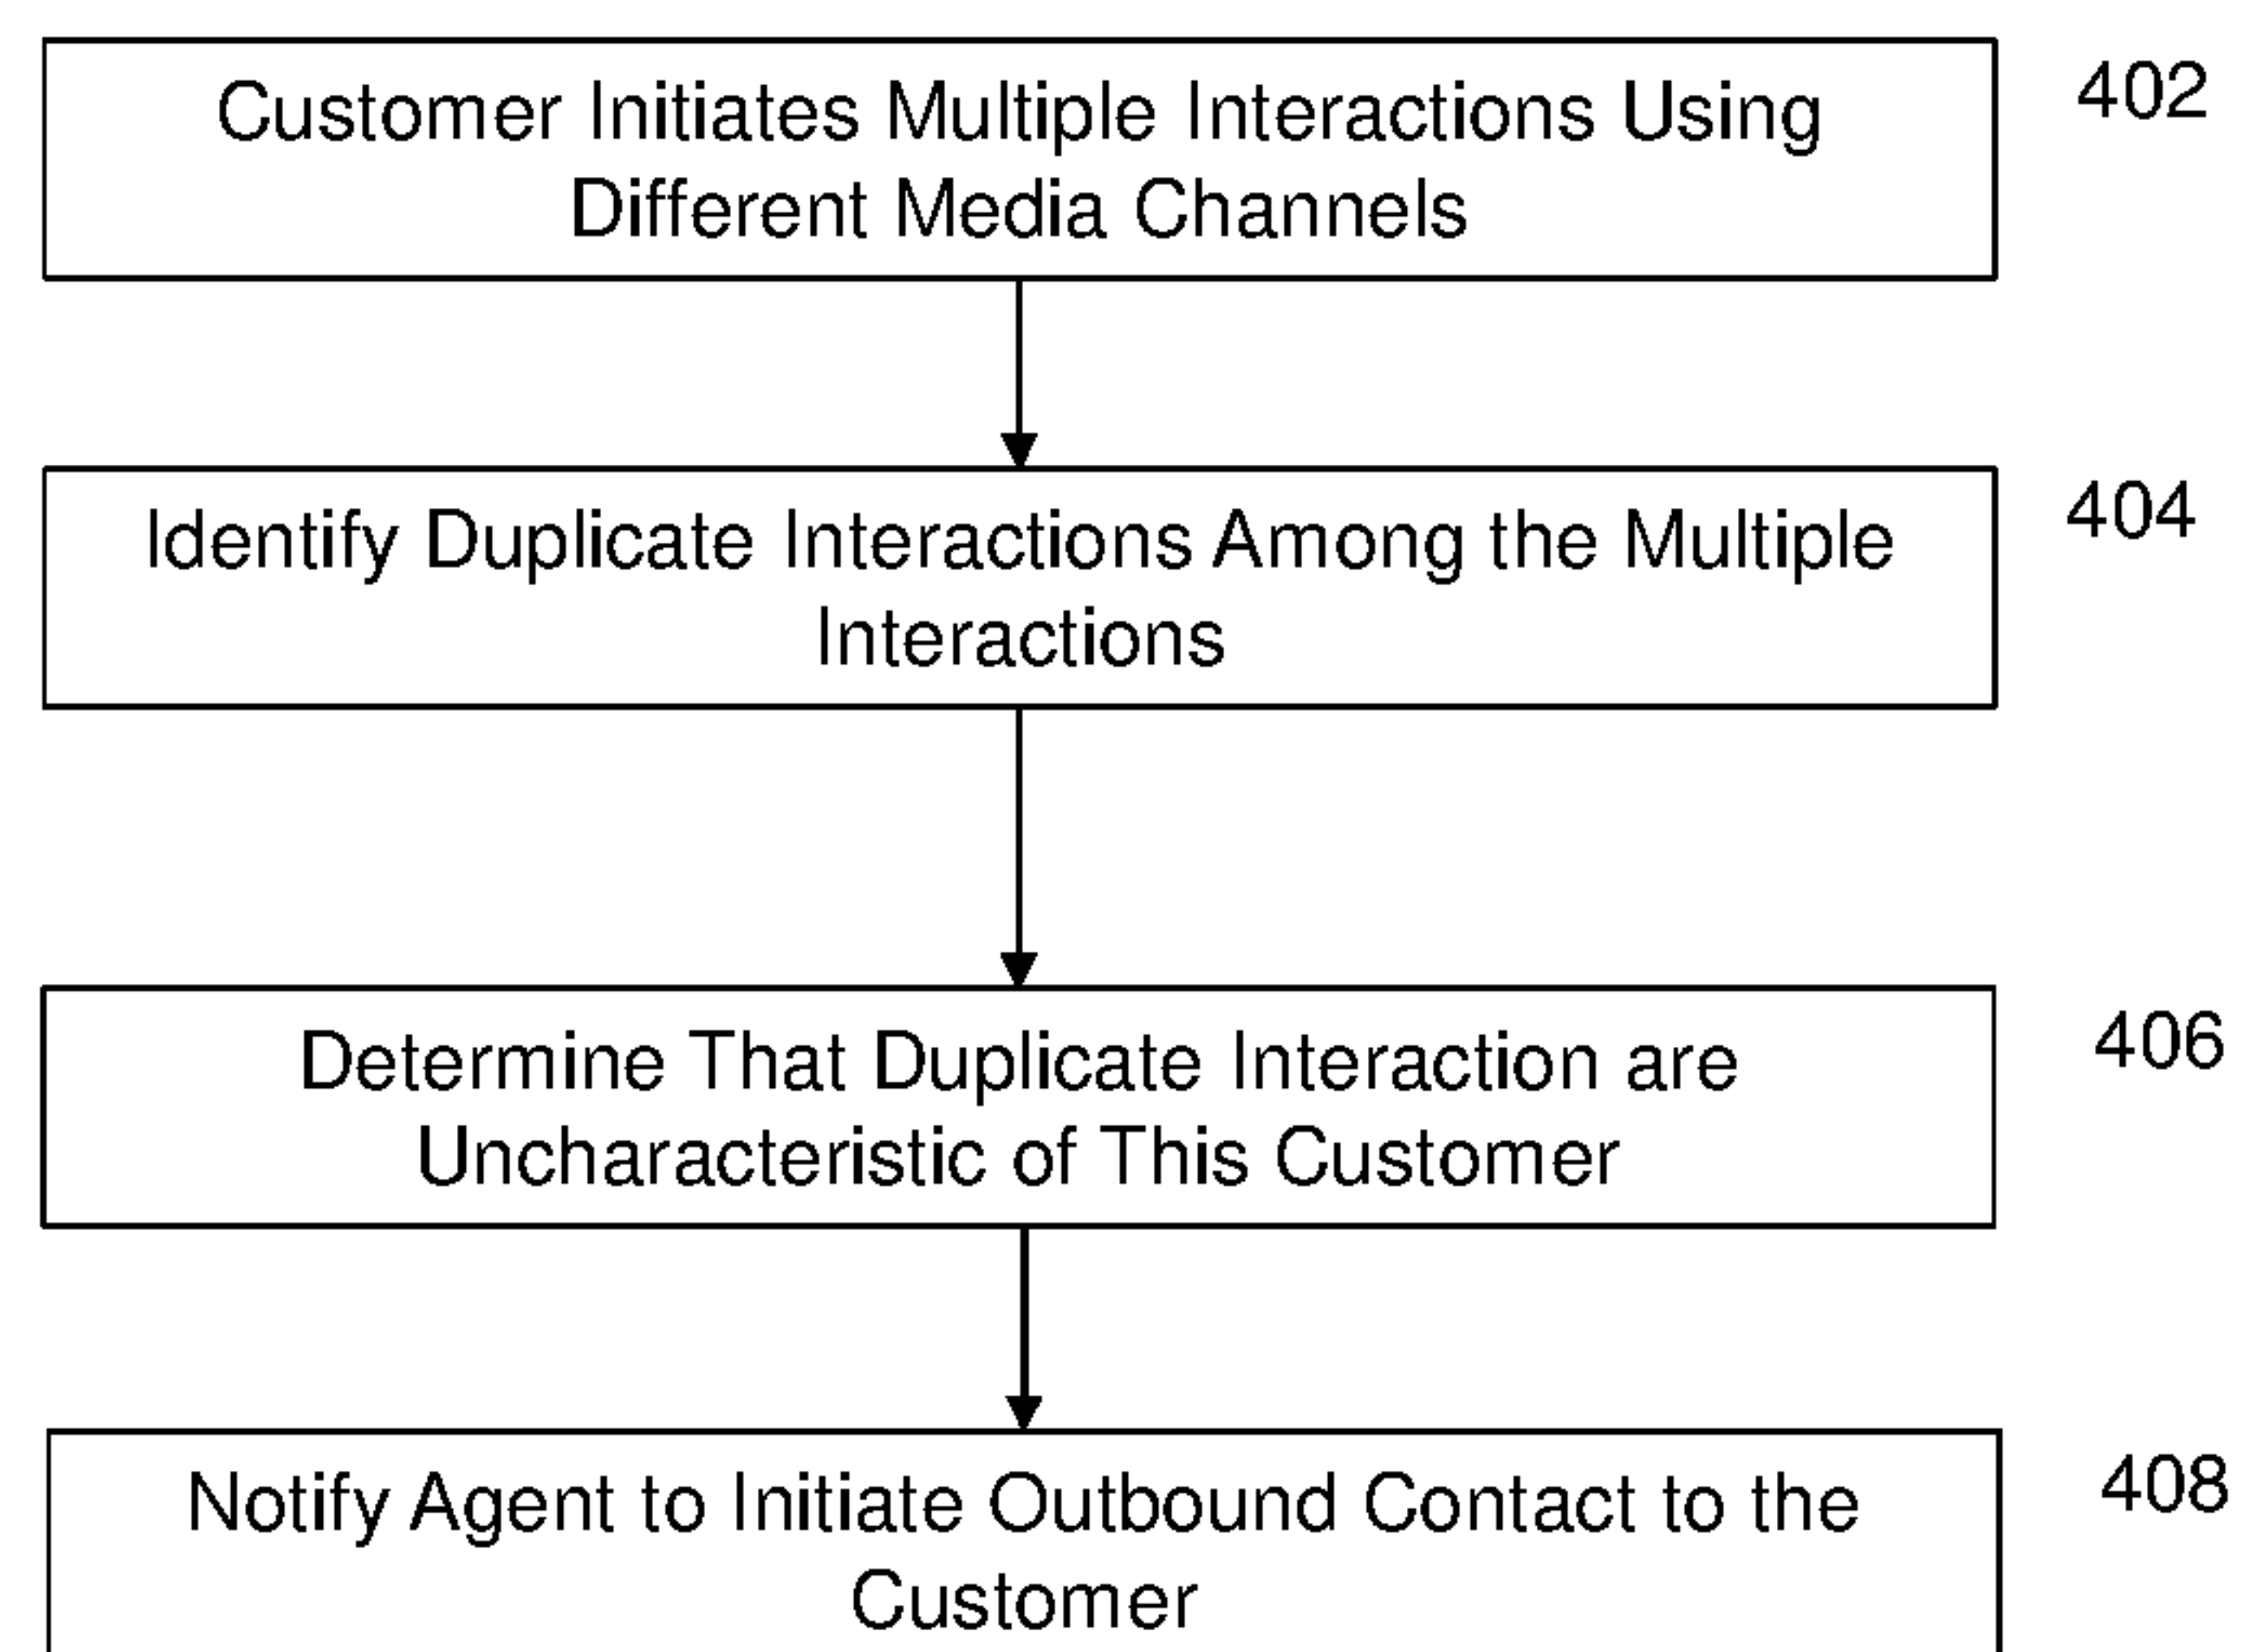 Customer Initiates Multiple Interactions Using
Different Media Channels
402
Identify Duplicate Interactions Among the Multiple
Interactions
404
Determine That Duplicate Interaction are
Uncharacteristic of This Customer
406
Notify Agent to Initiate Outbound Contact to the
Customer
408